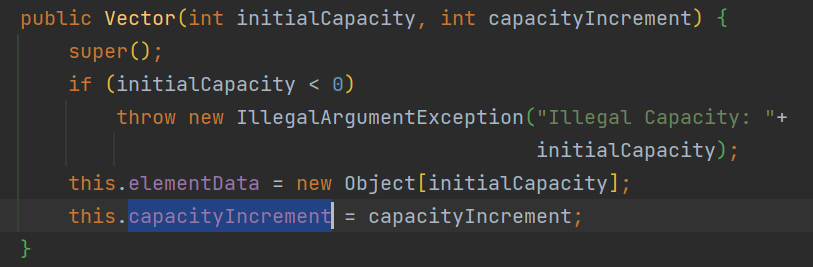 public Vector(int initialCapacity, int capacityIncrement) {
    super();
    if (initialCapacity < 0)
        throw new IllegalArgumentException("Illegal Capacity: "+
                                           initialCapacity);
    this.elementData = new Object[initialCapacity];
    this.capacityIncrement = capacityIncrement;
}